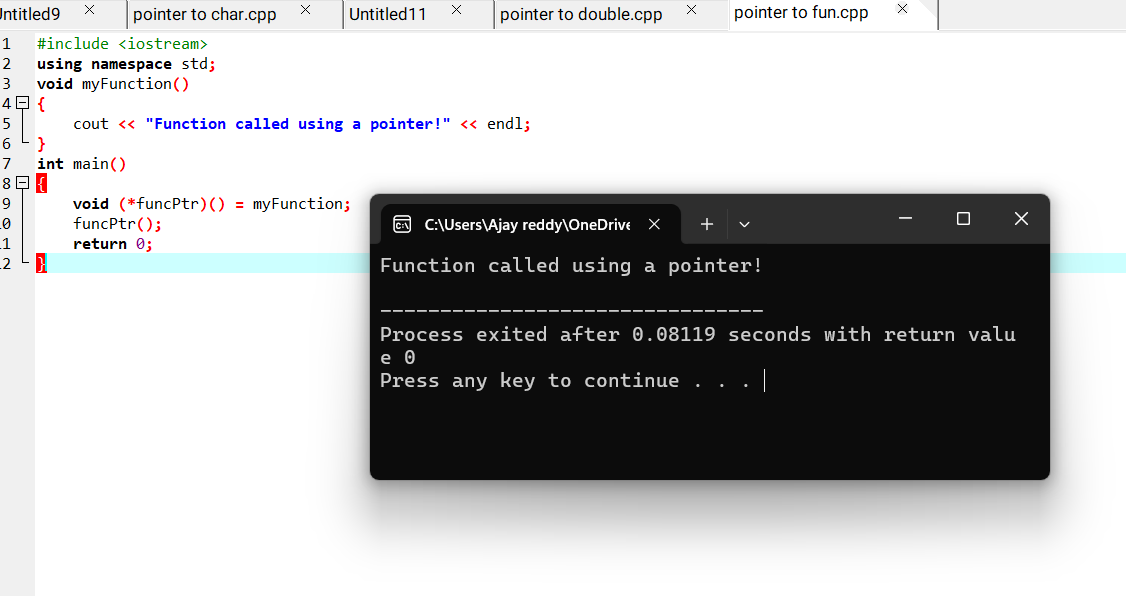 Untitled9 pointer to char.cpp Untitled11 pointer to double.cpp pointer to fun.cpp
1 #include <iostream>
2 using namespace std;
3 void myFunction()
4 {
5 cout << "Function called using a pointer!" << endl;
6 }
7 int main()
8 {
9 void (*funcPtr)() = myFunction;
.0 funcPtr();
.1 return 0;
.2 }
C:\Users\Ajay reddy\OneDrive
Function called using a pointer!
--------------------------------
Process exited after 0.08119 seconds with return valu
e 0
Press any key to continue . . .